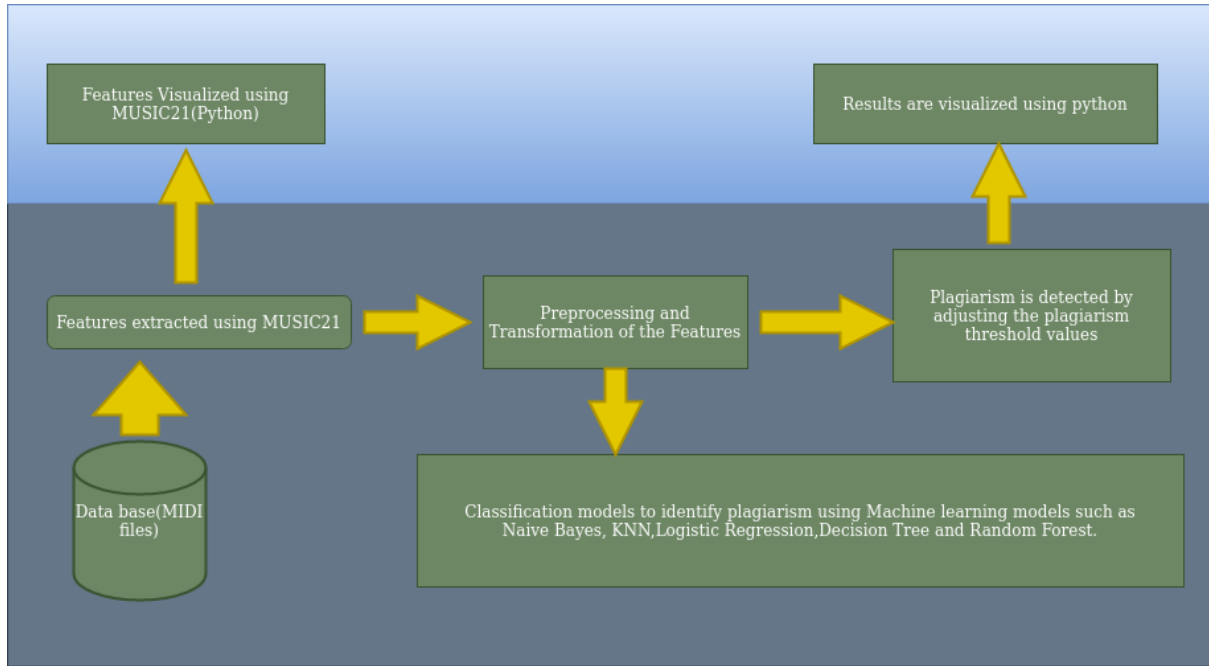 Features Visualized using
MUSIC21(Python)
Results are visualized using python
Features extracted using MUSIC21
Preprocessing and
Transformation of the Features
Plagiarism is detected by
adjusting the plagiarism
threshold values
Data base(MIDI
files)
Classification models to identify plagiarism using Machine learning models such as
Naive Bayes, KNN,Logistic Regression,Decision Tree and Random Forest.